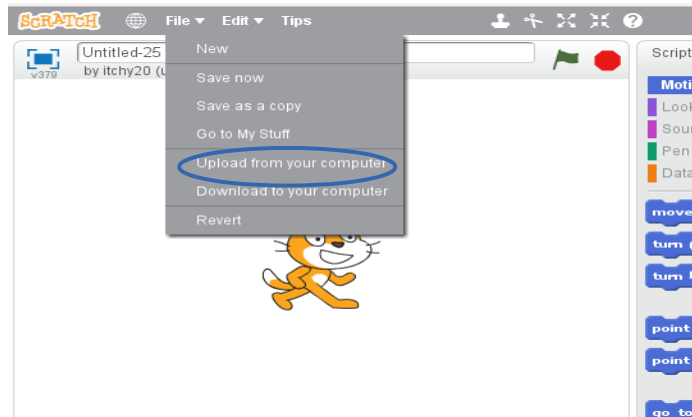 SCRATCH File Edit Tips
Untitled-25
v379 by itchy20 (u
New
Save now
Save as a copy
Go to My Stuff
Upload from your computer
Download to your computer
Revert
Script
Moti
Look
Sour
Pen
Data
move
turn
turn
point
point
go to